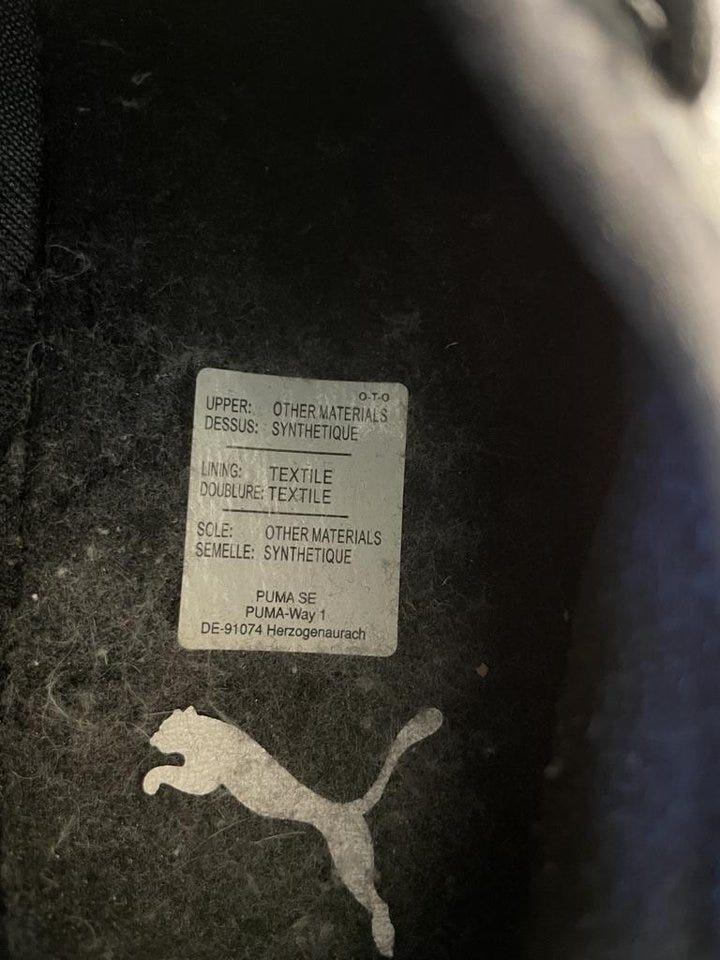 O-T-O
UPPER: OTHER MATERIALS
DESSUS: SYNTHETIQUE
LINING: TEXTILE
DOUBLURE: TEXTILE
SOLE: OTHER MATERIALS
SEMELLE: SYNTHETIQUE
PUMA SE
PUMA-Way 1
DE-91074 Herzogenaurach